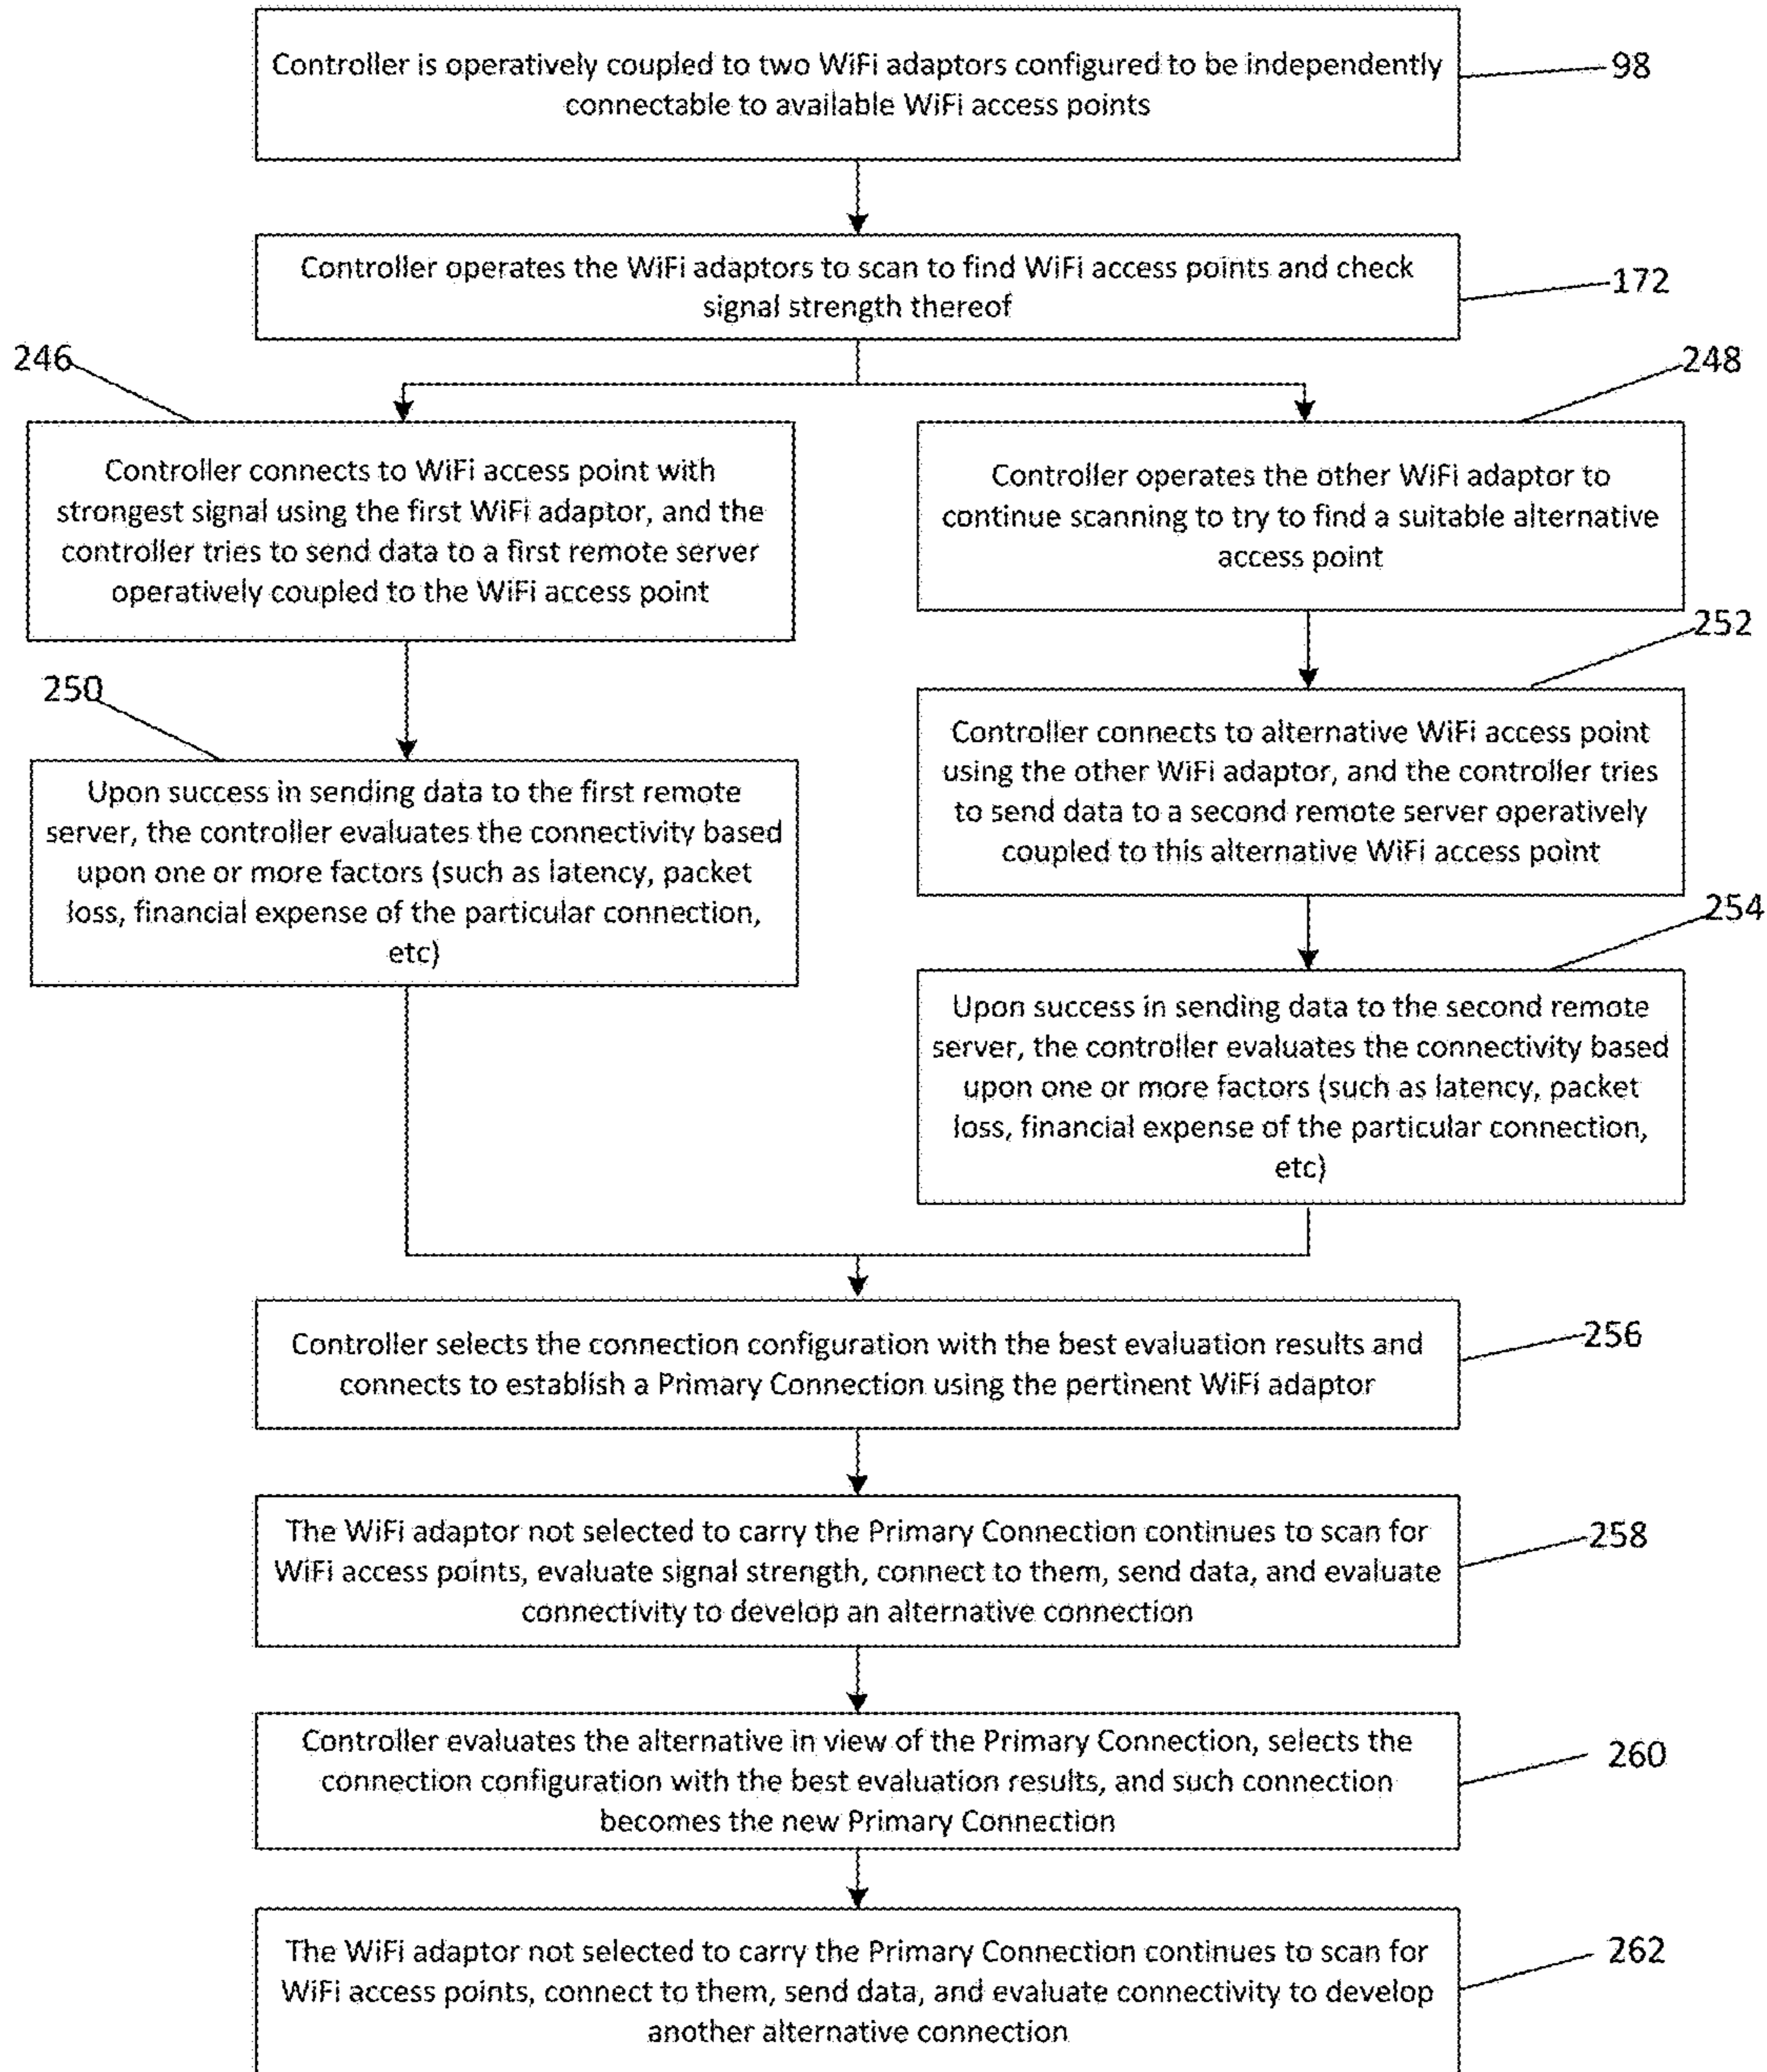 Controller is operatively coupled to two WiFi adaptors configured to be independently
connectable to available WiFi access points
98
Controller operates the WiFi adaptors to scan to find WiFi access points and check
signal strength thereof
172
246
248
Controller connects to WiFi access point with
strongest signal using the first WiFi adaptor, and the
controller tries to send data to a first remote server
operatively coupled to the WiFi access point
Controller operates the other WiFi adaptor to
continue scanning to try to find a suitable alternative
access point
250
252
Upon success in sending data to the first remote
server, the controller evaluates the connectivity based
upon one or more factors (such as latency, packet
loss, financial expense of the particular connection,
etc)
Controller connects to alternative WiFi access point
using the other WiFi adaptor, and the controller tries
to send data to a second remote server operatively
coupled to this alternative WiFi access point
254
Upon success in sending data to the second remote
server, the controller evaluates the connectivity based
upon one or more factors (such as latency, packet
loss, financial expense of the particular connection,
etc)
Controller selects the connection configuration with the best evaluation results and
connects to establish a Primary Connection using the pertinent WiFi adaptor
256
The WiFi adaptor not selected to carry the Primary Connection continues to scan for
WiFi access points, evaluate signal strength, connect to them, send data, and evaluate
connectivity to develop an alternative connection
258
Controller evaluates the alternative in view of the Primary Connection, selects the
connection configuration with the best evaluation results, and such connection
becomes the new Primary Connection
260
The WiFi adaptor not selected to carry the Primary Connection continues to scan for
WiFi access points, connect to them, send data, and evaluate connectivity to develop
another alternative connection
262